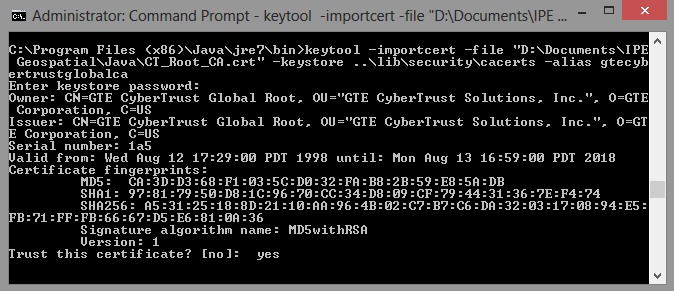 Administrator: Command Prompt - keytool  -importcert -file "D:\Documents\IPE ...
C:\Program Files (x86)\Java\jre7\bin>keytool -importcert -file "D:\Documents\IPE
 Geospatial\Java\CT_Root_CA.crt" -keystore ..\lib\security\cacerts -alias gtecyb
ertrustglobalca
Enter keystore password:
Owner: CN=GTE CyberTrust Global Root, OU="GTE CyberTrust Solutions, Inc.", O=GTE
 Corporation, C=US
Issuer: CN=GTE CyberTrust Global Root, OU="GTE CyberTrust Solutions, Inc.", O=GT
E Corporation, C=US
Serial number: 1a5
Valid from: Wed Aug 12 17:29:00 PDT 1998 until: Mon Aug 13 16:59:00 PDT 2018
Certificate fingerprints:
         MD5:  CA:3D:D3:68:F1:03:5C:D0:32:FA:B8:2B:59:E8:5A:DB
         SHA1: 97:81:79:50:D8:1C:96:70:CC:34:D8:09:CF:79:44:31:36:7E:F4:74
         SHA256: A5:31:25:18:8D:21:10:AA:96:4B:02:C7:B7:C6:DA:32:03:17:08:94:E5:
FB:71:FF:FB:66:67:D5:E6:81:0A:36
         Signature algorithm name: MD5withRSA
         Version: 1
Trust this certificate? [no]:  yes